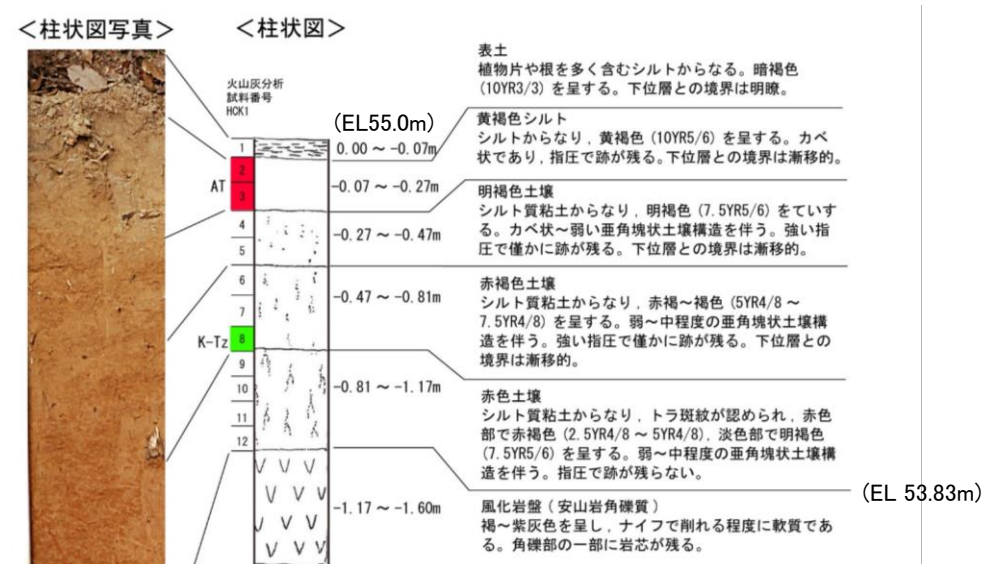 <柱状図写真>
<柱状図>
火山灰分析
試料番号
HCK1
(EL55.0m)
1
2
3
4
5
6
7
8
9
10
11
12
AT
K-Tz
0.00 ~ -0.07m
-0.07 ~ -0.27m
-0.27 ~ -0.47m
-0.47 ~ -0.81m
-0.81 ~ -1.17m
-1.17 ~ -1.60m
表土
植物片や根を多く含むシルトからなる。暗褐色
(10YR3/3) を呈する。下位層との境界は明瞭。
黄褐色シルト
シルトからなり, 黄褐色 (10YR5/6) を呈する。カベ
状であり, 指圧で跡が残る。下位層との境界は漸移的。
明褐色土壌
シルト質粘土からなり, 明褐色 (7.5YR5/6) をていす
る。カベ状~弱い亜角塊状土壌構造を伴う。強い指
圧で僅かに跡が残る。下位層との境界は漸移的。
赤褐色土壌
シルト質粘土からなり, 赤褐~褐色 (5YR4/8 ~
7.5YR4/8) を呈する。弱~中程度の亜角塊状土壌構
造を伴う。強い指圧で僅かに跡が残る。下位層との
境界は漸移的。
赤色土壌
シルト質粘土からなり, トラ斑紋が認められ, 赤色
部で赤褐色 (2.5YR4/8 ~ 5YR4/8), 淡色部で明褐色
(7.5YR5/6) を呈する。弱~中程度の亜角塊状土壌構
造を伴う。指圧で跡が残らない。
(EL 53.83m)
風化岩盤 (安山岩角礫質)
褐~紫灰色を呈し, ナイフで削れる程度に軟質であ
る。角礫部の一部に岩芯が残る。